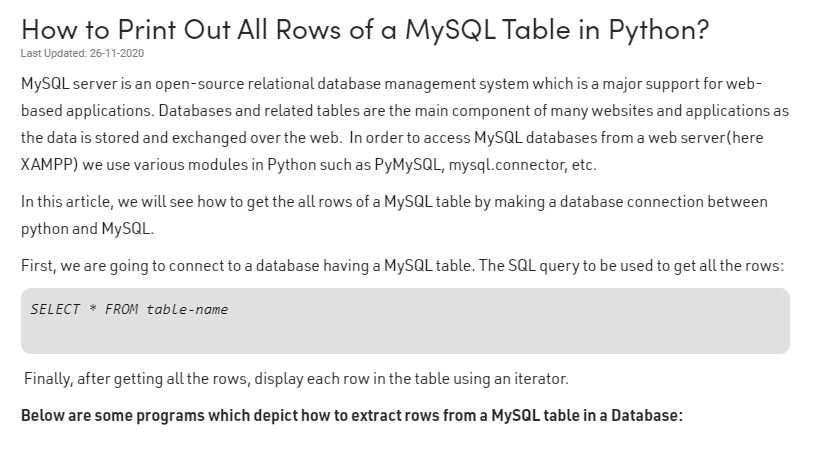 How to Print Out All Rows of a MySQL Table in Python?
Last Updated: 26-11-2020
MySQL server is an open-source relational database management system which is a major support for web-
based applications. Databases and related tables are the main component of many websites and applications as
the data is stored and exchanged over the web. In order to access MySQL databases from a web server(here
XAMPP) we use various modules in Python such as PyMySQL, mysql.connector, etc.
In this article, we will see how to get the all rows of a MySQL table by making a database connection between
python and MySQL.
First, we are going to connect to a database having a MySQL table. The SQL query to be used to get all the rows:
SELECT * FROM table-name
Finally, after getting all the rows, display each row in the table using an iterator.
Below are some programs which depict how to extract rows from a MySQL table in a Database: